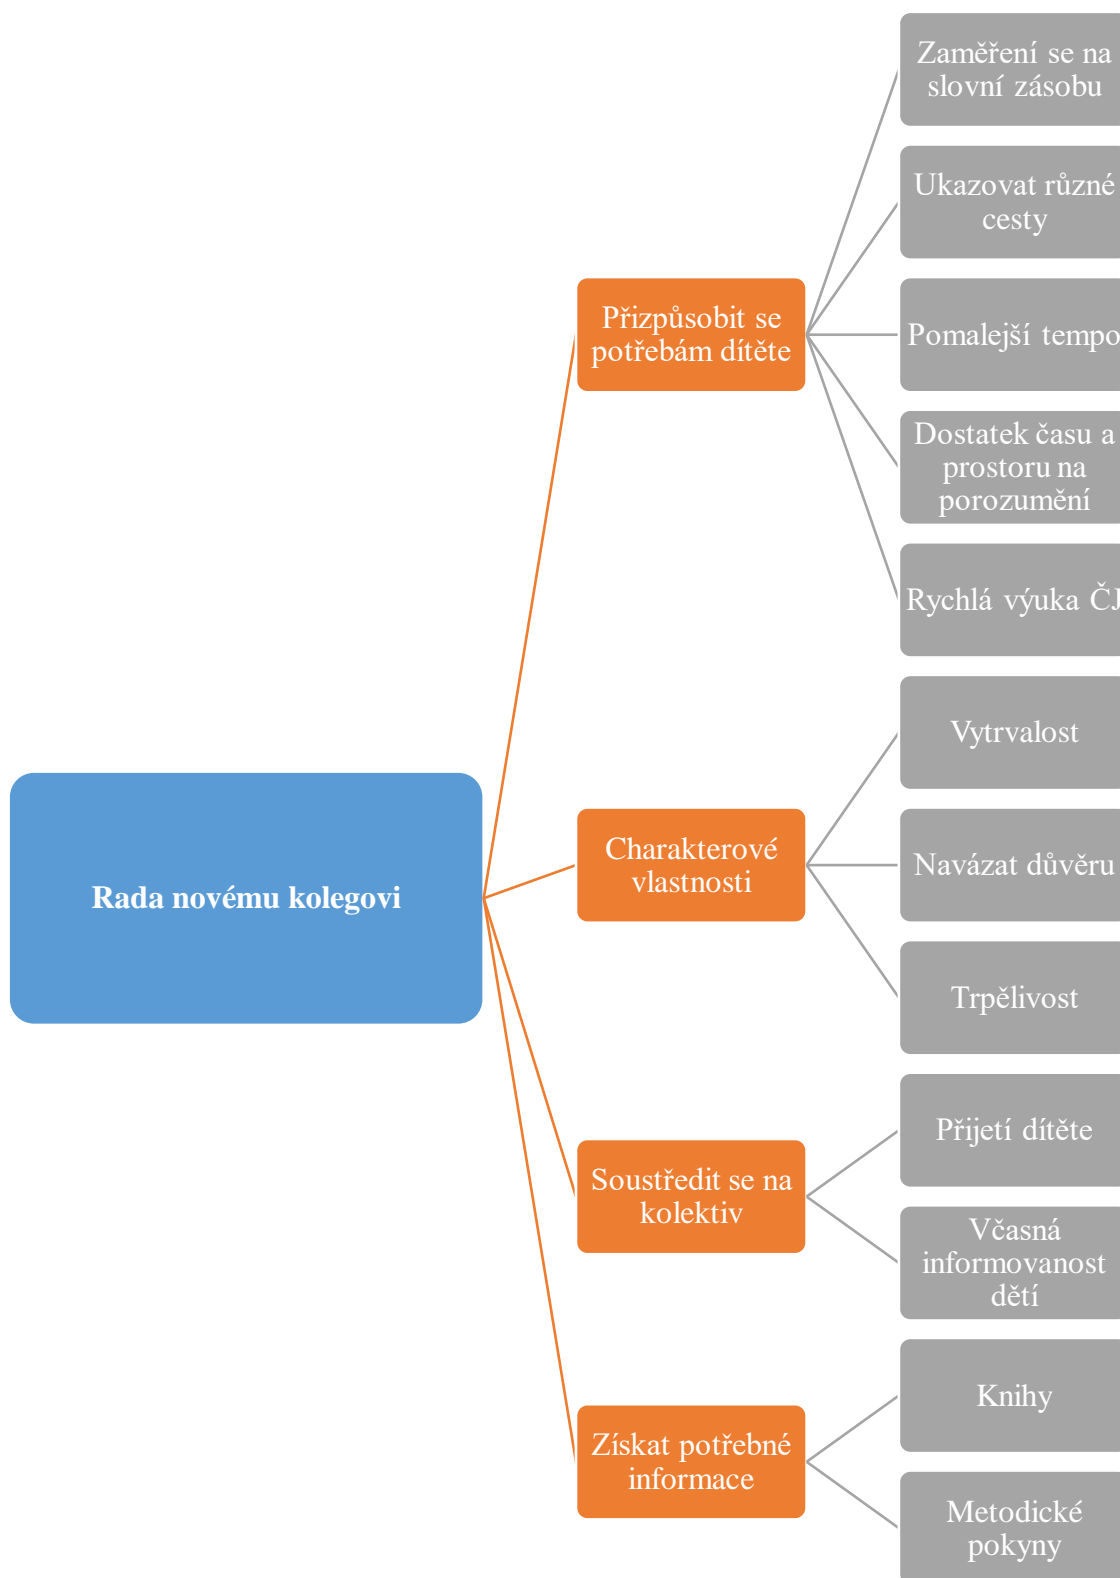 Zaměření se na
slovní zásobu
Ukazovat různé
cesty
Přizpůsobit se
potřebám dítěte
Pomalejší tempo
Dostatek času a
prostoru na
porozumění
Rychlá výuka ČJ
Vytrvalost
Charakterové
vlastnosti
Navázat důvěru
Rada novému kolegovi
Trpělivost
Přijetí dítěte
Soustředit se na
kolektiv
Včasná
informovanost
dětí
Knihy
Získat potřebné
informace
Metodické
pokyny